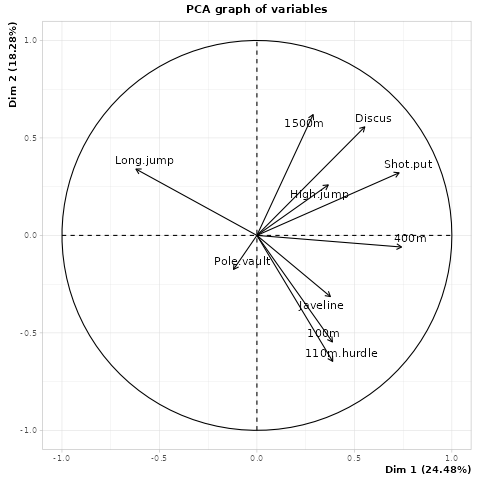 PCA graph of variables
Dim 2 (18.28%)
1.0
0.5
0.0
-0.5
-1.0
1500m
Discus
Long.jump
Shot.put
High.jump
400m
Pole.vault
Javeline
100m
110m.hurdle
-1.0
-0.5
0.0
0.5
1.0
Dim 1 (24.48%)